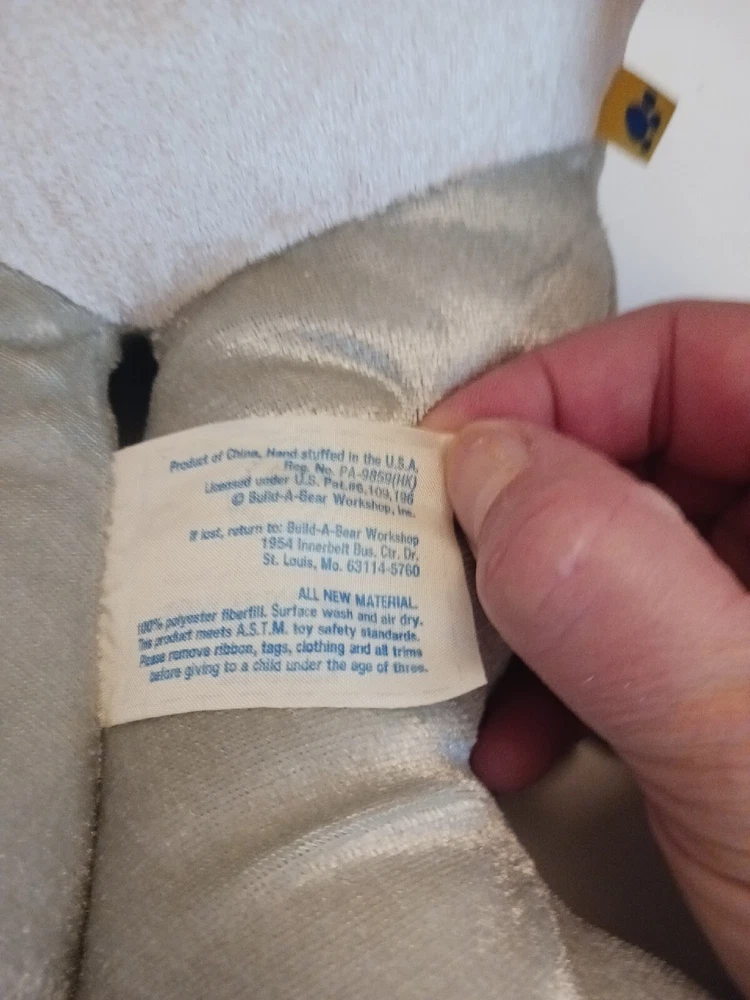 Product of China, Hand stuffed in the U.S.A.
Reg. No. PA-9859(HK)
Licensed under U.S. Pat.#6,109,196
© Build-A-Bear Workshop, Inc.
If lost, return to: Build-A-Bear Workshop
1954 Innerbelt Bus. Ctr. Dr.
St. Louis, Mo. 63114-5760
ALL NEW MATERIAL.
100% polyester fiberfill. Surface wash and air dry.
This product meets A.S.T.M. toy safety standards.
Please remove ribbon, tags, clothing and all trims
before giving to a child under the age of three.